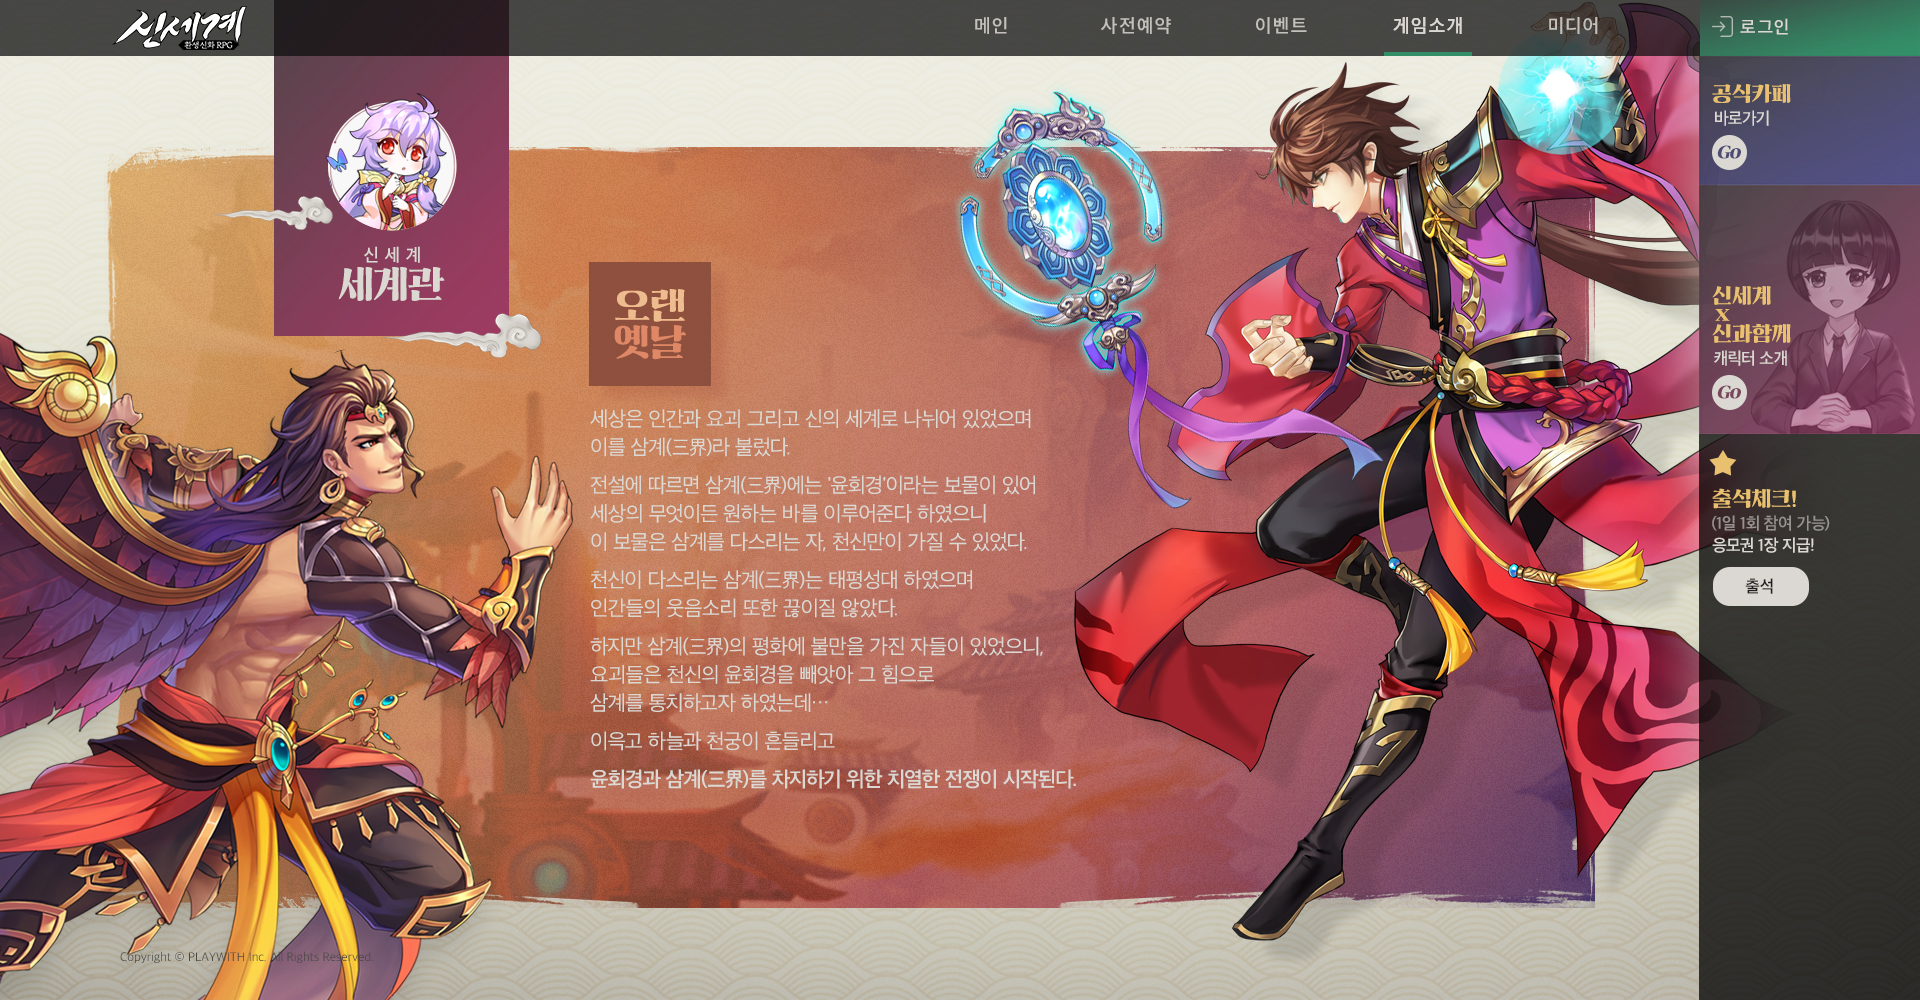 신세계
환생신화 RPG
메인
사전예약
이벤트
게임소개
미디어
로그인
신세계
세계관
오랜
옛날
세상은 인간과 요괴 그리고 신의 세계로 나뉘어 있었으며
이를 삼계(三界)라 불렀다.
전설에 따르면 삼계(三界)에는 '윤회경'이라는 보물이 있어
세상의 무엇이든 원하는 바를 이루어준다 하였으니
이 보물은 삼계를 다스리는 자, 천신만이 가질 수 있었다.
천신이 다스리는 삼계(三界)는 태평성대 하였으며
인간들의 웃음소리 또한 끊이질 않았다.
하지만 삼계(三界)의 평화에 불만을 가진 자들이 있었으니,
요괴들은 천신의 윤회경을 빼앗아 그 힘으로
삼계를 통치하고자 하였는데…
이윽고 하늘과 천궁이 흔들리고
윤회경과 삼계(三界)를 차지하기 위한 치열한 전쟁이 시작된다.
공식카페
바로가기
Go
신세계
x
신과함께
캐릭터 소개
Go
출석체크!
(1일 1회 참여 가능)
응모권 1장 지급!
출석
Copyright © PLAYWITH Inc. All Rights Reserved.